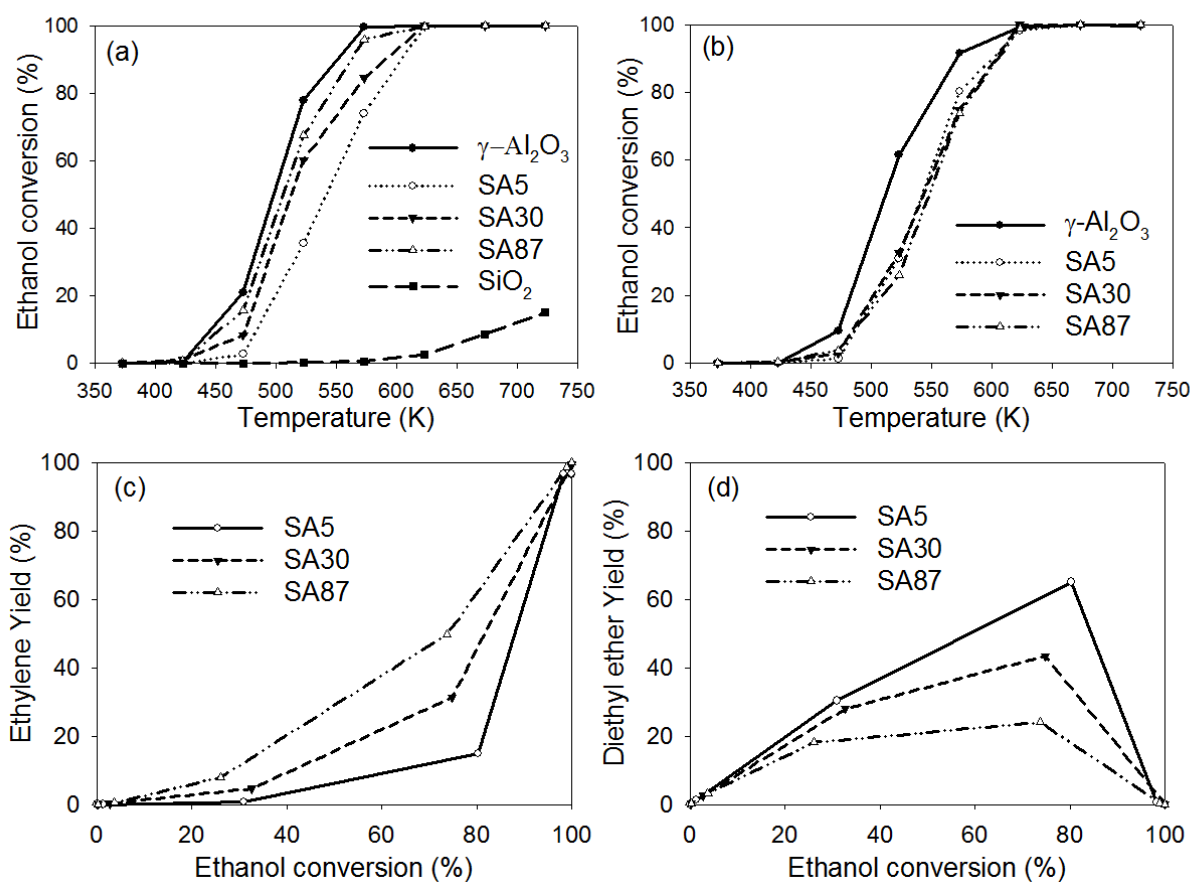 (a)
Ethanol conversion (%)
100
80
60
40
20
0
γ−Al₂O₃
SA5
SA30
SA87
SiO₂
350 400 450 500 550 600 650 700 750
Temperature (K)
(b)
Ethanol conversion (%)
100
80
60
40
20
0
γ-Al₂O₃
SA5
SA30
SA87
350 400 450 500 550 600 650 700 750
Temperature (K)
(c)
Ethylene Yield (%)
100
80
60
40
20
0
SA5
SA30
SA87
0 20 40 60 80 100
Ethanol conversion (%)
(d)
Diethyl ether Yield (%)
100
80
60
40
20
0
SA5
SA30
SA87
0 20 40 60 80 100
Ethanol conversion (%)